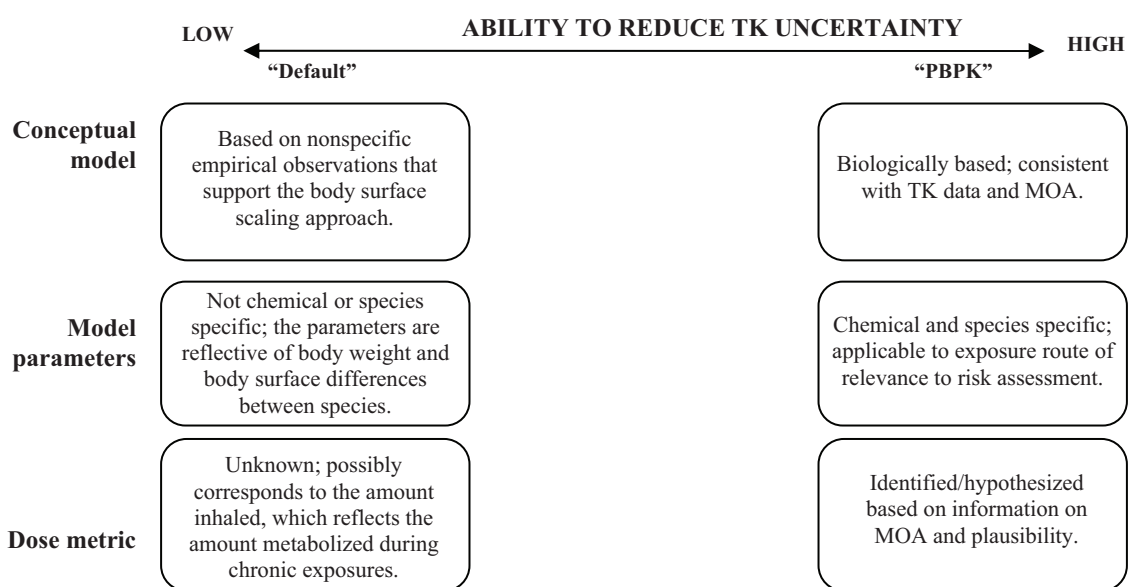 ABILITY TO REDUCE TK UNCERTAINTY
LOW
HIGH
“Default”
“PBPK”
Conceptual
model
Based on nonspecific
empirical observations that
support the body surface
scaling approach.
Biologically based; consistent
with TK data and MOA.
Model
parameters
Not chemical or species
specific; the parameters are
reflective of body weight and
body surface differences
between species.
Chemical and species specific;
applicable to exposure route of
relevance to risk assessment.
Dose metric
Unknown; possibly
corresponds to the amount
inhaled, which reflects the
amount metabolized during
chronic exposures.
Identified/hypothesized
based on information on
MOA and plausibility.